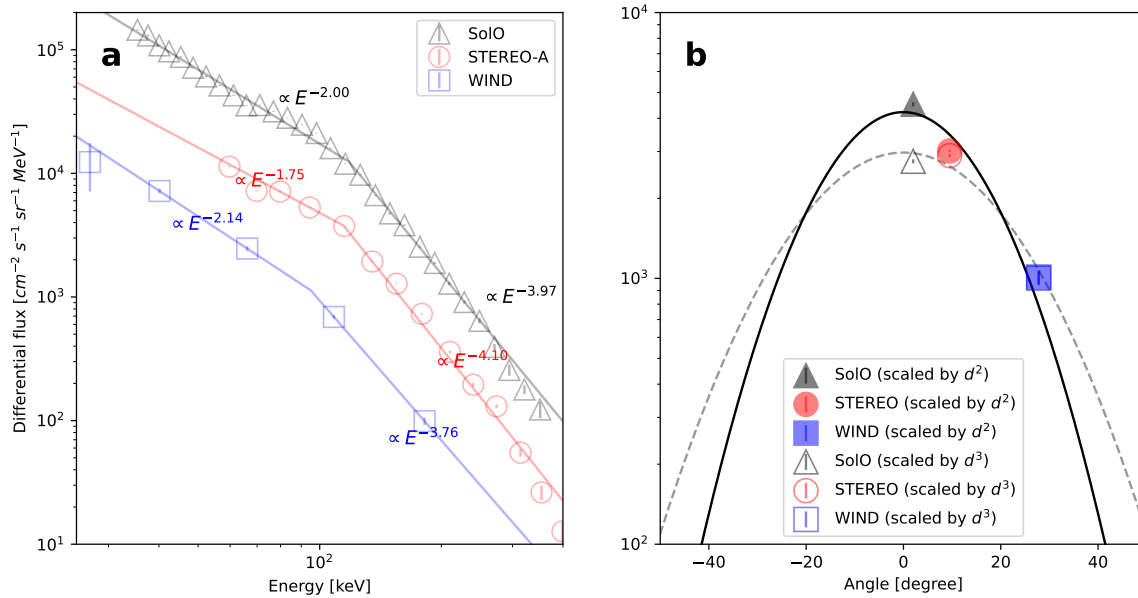 a
SolO
STEREO-A
WIND
∝ E^{-2.00}
∝ E^{-1.75}
∝ E^{-2.14}
∝ E^{-3.97}
∝ E^{-4.10}
∝ E^{-3.76}
10^5
10^4
10^3
10^2
10^1
10^2
Differential flux [cm^{-2} s^{-1} sr^{-1} MeV^{-1}]
Energy [keV]
b
10^4
10^3
10^2
SolO (scaled by d^2)
STEREO (scaled by d^2)
WIND (scaled by d^2)
SolO (scaled by d^3)
STEREO (scaled by d^3)
WIND (scaled by d^3)
−40 −20 0 20 40
Angle [degree]